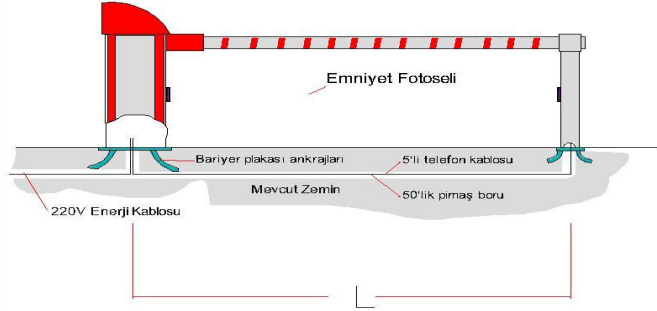 Emniyet Fotoseli
Bariyer plakası ankrajları
5'li telefon kablosu
Mevcut Zemin
50'lik pimaş boru
220V Enerji Kablosu
L